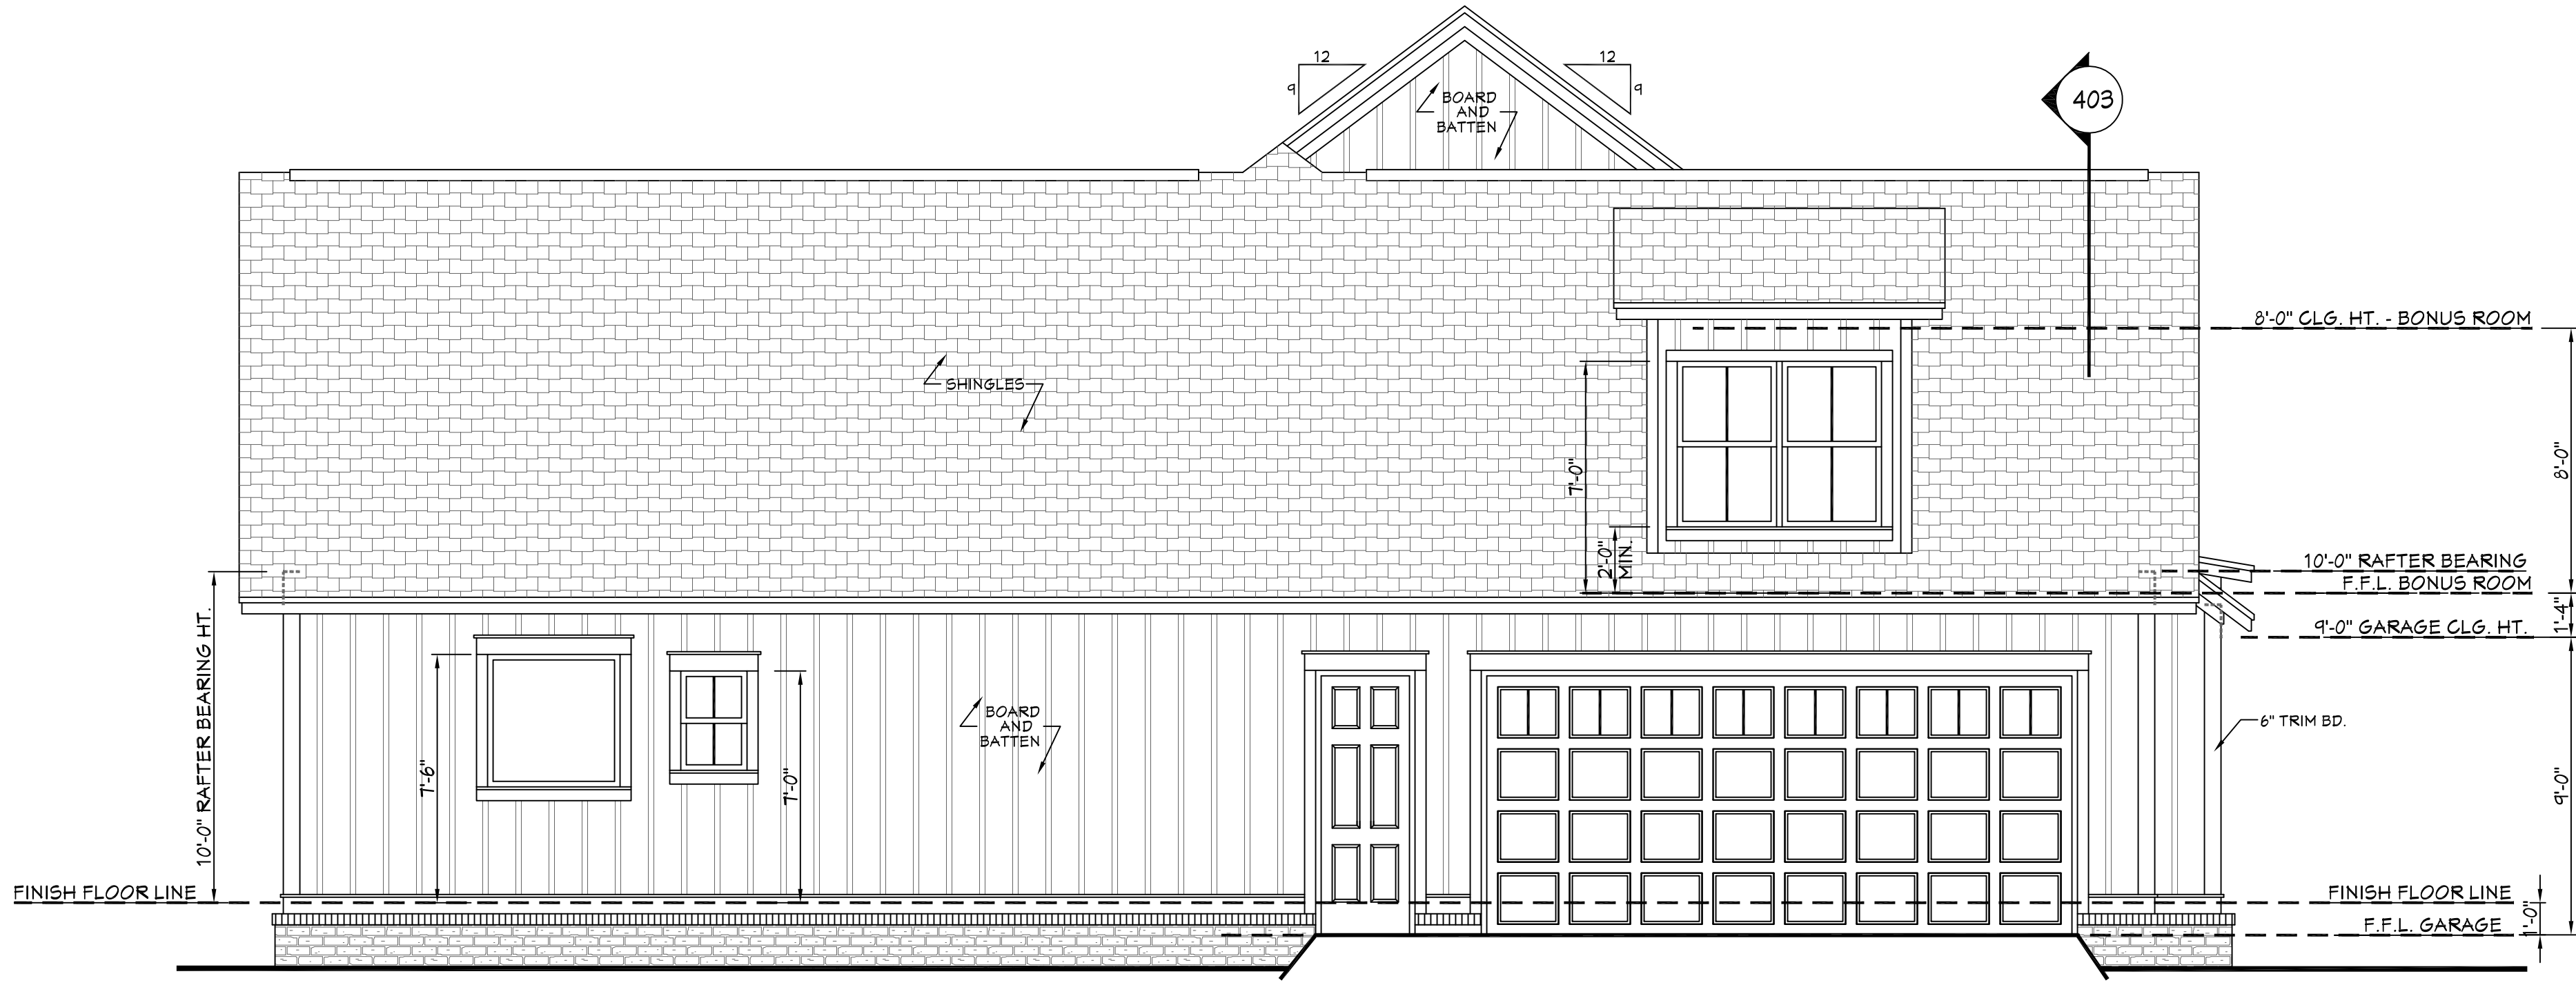 12
12
9
9
BOARD
AND
BATTEN
403
8'-0" CLG. HT. - BONUS ROOM
SHINGLES
8'-0"
7'-0"
2'-0"
MIN.
10'-0" RAFTER BEARING
F.F.L. BONUS ROOM
1'-4"
9'-0" GARAGE CLG. HT.
10'-0" RAFTER BEARING HT.
7'-6"
7'-0"
BOARD
AND
BATTEN
6" TRIM BD.
9'-0"
FINISH FLOOR LINE
FINISH FLOOR LINE
1'-0"
F.F.L. GARAGE